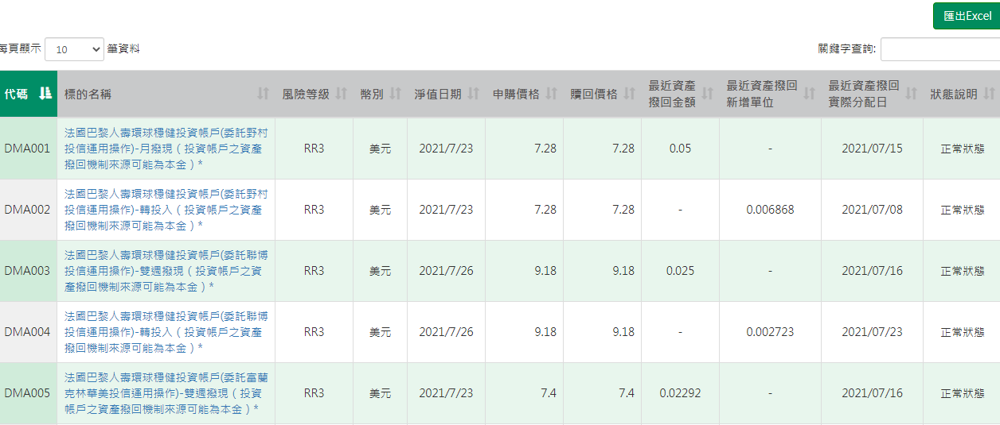 匯出Excel
每頁顯示 10 筆資料
關鍵字查詢:
代碼 標的名稱 風險等級 幣別 淨值日期 申購價格 贖回價格 最近資產 最近資產撥回 最近資產撥回 狀態說明
撥回金額 新增單位 實際分配日
法國巴黎人壽環球穩健投資帳戶(委託野村
DMA001 投信運用操作)-月撥現（投資帳戶之資產 RR3 美元 2021/7/23 7.28 7.28 0.05 - 2021/07/15 正常狀態
撥回機制來源可能為本金）*
法國巴黎人壽環球穩健投資帳戶(委託野村
DMA002 投信運用操作)-轉投入（投資帳戶之資產 RR3 美元 2021/7/23 7.28 7.28 - 0.006868 2021/07/08 正常狀態
撥回機制來源可能為本金）*
法國巴黎人壽環球穩健投資帳戶(委託聯博
DMA003 投信運用操作)-雙週撥現（投資帳戶之資 RR3 美元 2021/7/26 9.18 9.18 0.025 - 2021/07/16 正常狀態
產撥回機制來源可能為本金）*
法國巴黎人壽環球穩健投資帳戶(委託聯博
DMA004 投信運用操作)-轉投入（投資帳戶之資產 RR3 美元 2021/7/26 9.18 9.18 - 0.002723 2021/07/23 正常狀態
撥回機制來源可能為本金）*
法國巴黎人壽環球穩健投資帳戶(委託富蘭
DMA005 克林華美投信運用操作)-雙週撥現（投資 RR3 美元 2021/7/23 7.4 7.4 0.02292 - 2021/07/16 正常狀態
帳戶之資產撥回機制來源可能為本金）*